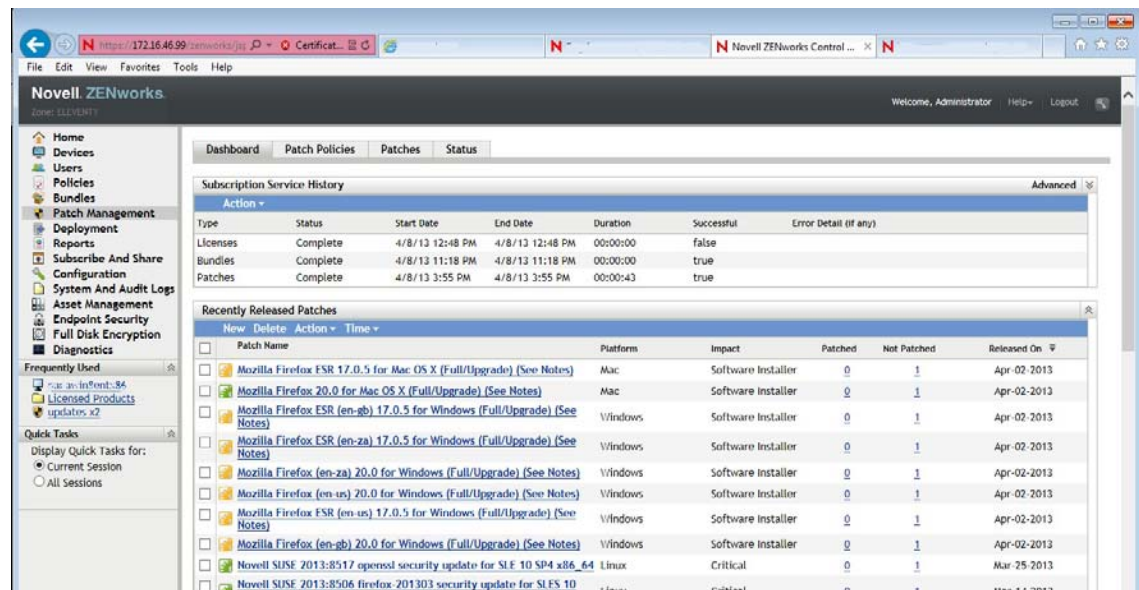 https://172.16.46.99/zenworks/jsp
Certificat...
Novell ZENworks Control ...
File Edit View Favorites Tools Help
Novell. ZENworks.
Zone: ELEVENTY
Welcome, Administrator Help Logout
Home
Devices
Users
Policies
Bundles
Patch Management
Deployment
Reports
Subscribe And Share
Configuration
System And Audit Logs
Asset Management
Endpoint Security
Full Disk Encryption
Diagnostics
Frequently Used
Licensed Products
updates x2
Quick Tasks
Display Quick Tasks for:
Current Session
All Sessions
Dashboard Patch Policies Patches Status
Subscription Service History Advanced
Action
Type Status Start Date End Date Duration Successful Error Detail (if any)
Licenses Complete 4/8/13 12:48 PM 4/8/13 12:48 PM 00:00:00 false
Bundles Complete 4/8/13 11:18 PM 4/8/13 11:18 PM 00:00:00 true
Patches Complete 4/8/13 3:55 PM 4/8/13 3:55 PM 00:00:43 true
Recently Released Patches
New Delete Action Time
Patch Name Platform Impact Patched Not Patched Released On
Mozilla Firefox ESR 17.0.5 for Mac OS X (Full/Upgrade) (See Notes) Mac Software Installer 0 1 Apr-02-2013
Mozilla Firefox 20.0 for Mac OS X (Full/Upgrade) (See Notes) Mac Software Installer 0 1 Apr-02-2013
Mozilla Firefox ESR (en-gb) 17.0.5 for Windows (Full/Upgrade) (See Notes) Windows Software Installer 0 1 Apr-02-2013
Mozilla Firefox ESR (en-za) 17.0.5 for Windows (Full/Upgrade) (See Notes) Windows Software Installer 0 1 Apr-02-2013
Mozilla Firefox (en-za) 20.0 for Windows (Full/Upgrade) (See Notes) Windows Software Installer 0 1 Apr-02-2013
Mozilla Firefox (en-us) 20.0 for Windows (Full/Upgrade) (See Notes) Windows Software Installer 0 1 Apr-02-2013
Mozilla Firefox ESR (en-us) 17.0.5 for Windows (Full/Upgrade) (See Notes) Windows Software Installer 0 1 Apr-02-2013
Mozilla Firefox (en-gb) 20.0 for Windows (Full/Upgrade) (See Notes) Windows Software Installer 0 1 Apr-02-2013
Novell SUSE 2013:8517 openssl security update for SLE 10 SP4 x86_64 Linux Critical 0 1 Mar-25-2013
Novell SUSE 2013:8506 firefox-201303 security update for SLES 10